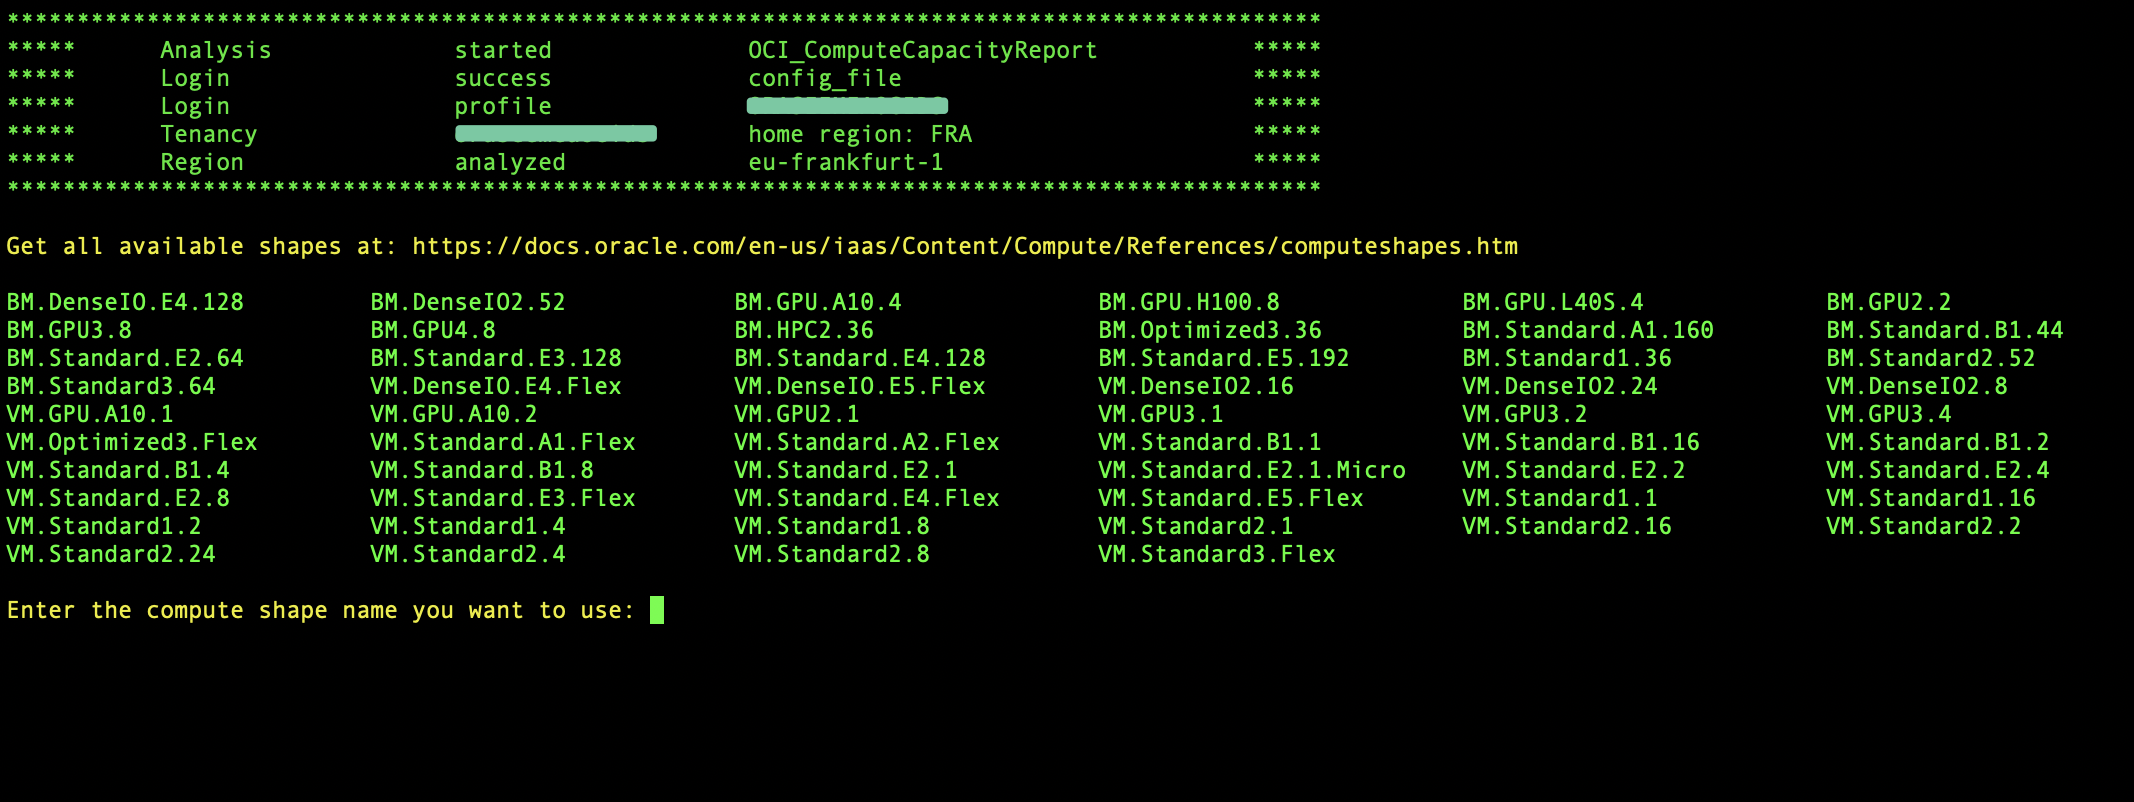 **********************************************************************************************
***** Analysis started OCI_ComputeCapacityReport *****
***** Login success config_file *****
***** Login profile *****
***** Tenancy home region: FRA *****
***** Region analyzed eu-frankfurt-1 *****
**********************************************************************************************
Get all available shapes at: https://docs.oracle.com/en-us/iaas/Content/Compute/References/computeshapes.htm
BM.DenseIO.E4.128 BM.DenseIO2.52 BM.GPU.A10.4 BM.GPU.H100.8 BM.GPU.L40S.4 BM.GPU2.2
BM.GPU3.8 BM.GPU4.8 BM.HPC2.36 BM.Optimized3.36 BM.Standard.A1.160 BM.Standard.B1.44
BM.Standard.E2.64 BM.Standard.E3.128 BM.Standard.E4.128 BM.Standard.E5.192 BM.Standard1.36 BM.Standard2.52
BM.Standard3.64 VM.DenseIO.E4.Flex VM.DenseIO.E5.Flex VM.DenseIO2.16 VM.DenseIO2.24 VM.DenseIO2.8
VM.GPU.A10.1 VM.GPU.A10.2 VM.GPU2.1 VM.GPU3.1 VM.GPU3.2 VM.GPU3.4
VM.Optimized3.Flex VM.Standard.A1.Flex VM.Standard.A2.Flex VM.Standard.B1.1 VM.Standard.B1.16 VM.Standard.B1.2
VM.Standard.B1.4 VM.Standard.B1.8 VM.Standard.E2.1 VM.Standard.E2.1.Micro VM.Standard.E2.2 VM.Standard.E2.4
VM.Standard.E2.8 VM.Standard.E3.Flex VM.Standard.E4.Flex VM.Standard.E5.Flex VM.Standard1.1 VM.Standard1.16
VM.Standard1.2 VM.Standard1.4 VM.Standard1.8 VM.Standard2.1 VM.Standard2.16 VM.Standard2.2
VM.Standard2.24 VM.Standard2.4 VM.Standard2.8 VM.Standard3.Flex
Enter the compute shape name you want to use: